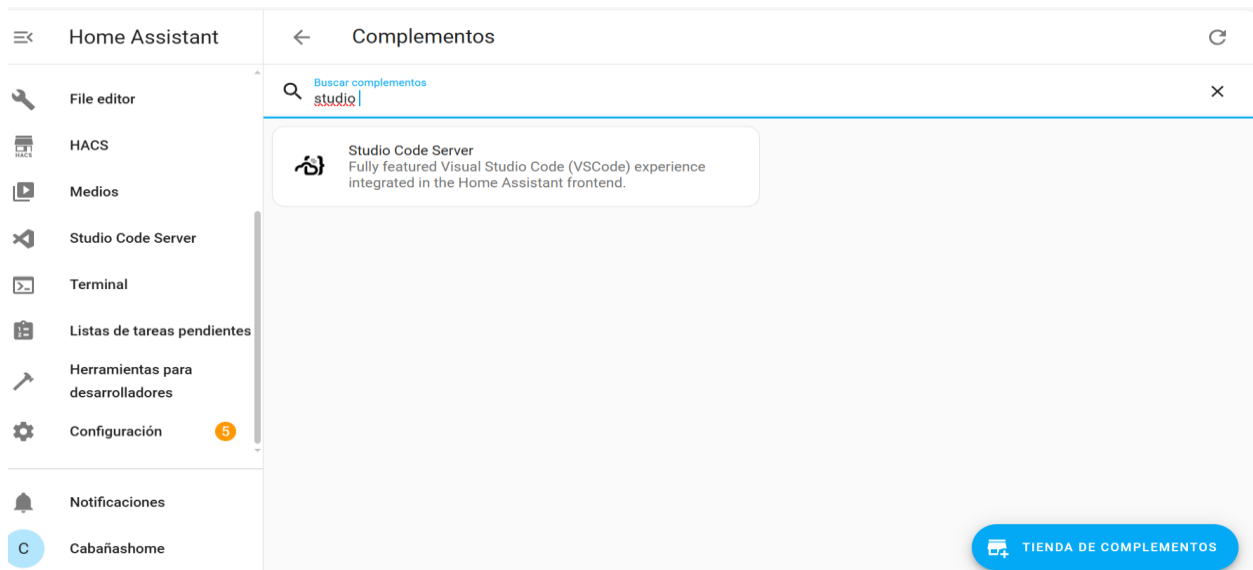 Home Assistant
File editor
HACS
HACS
Medios
Studio Code Server
Terminal
Listas de tareas pendientes
Herramientas para
desarrolladores
Configuración
5
Notificaciones
C
Cabañashome
Complementos
Buscar complementos
studio
Studio Code Server
Fully featured Visual Studio Code (VSCode) experience
integrated in the Home Assistant frontend.
TIENDA DE COMPLEMENTOS